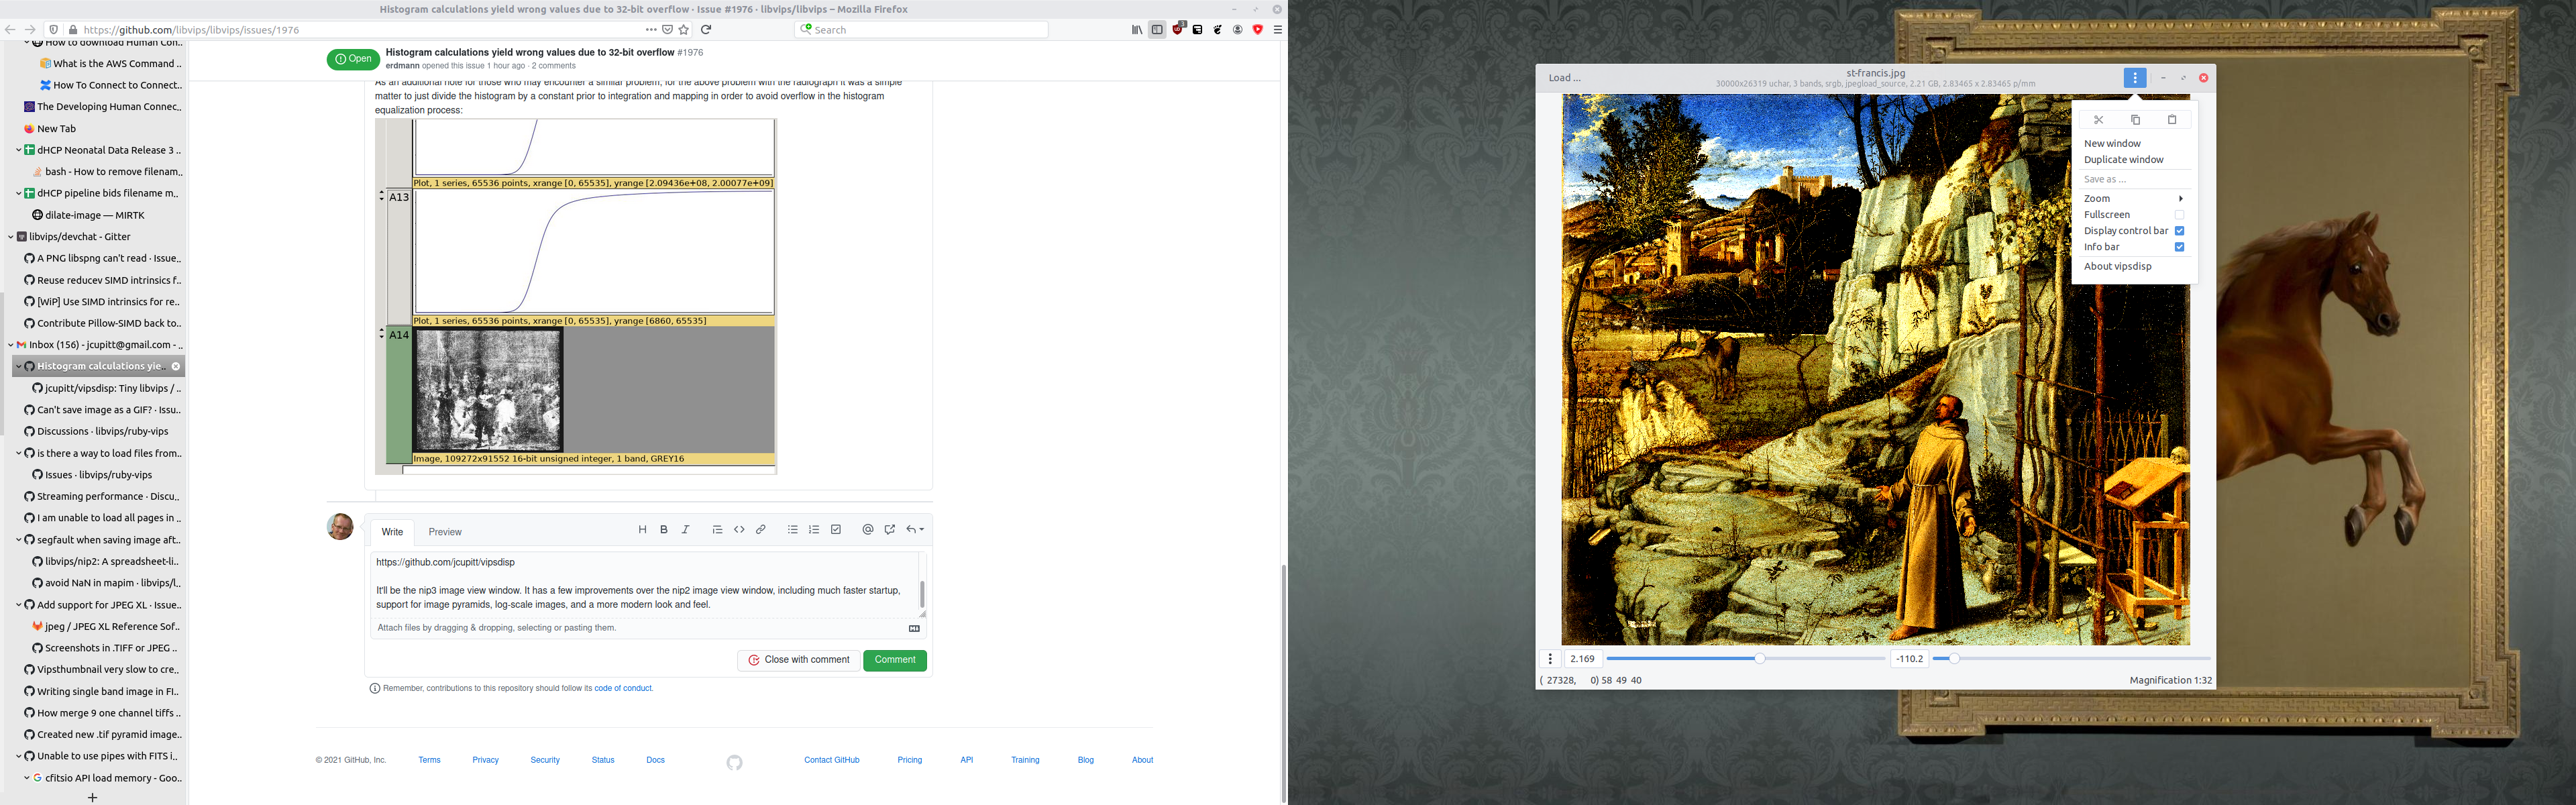 Histogram calculations yield wrong values due to 32-bit overflow · Issue #1976 · libvips/libvips – Mozilla Firefox
https://github.com/libvips/libvips/issues/1976
Search
How to download Human Con..
What is the AWS Command ..
How To Connect to Connect..
The Developing Human Connec..
New Tab
dHCP Neonatal Data Release 3 ..
bash - How to remove filenam..
dHCP pipeline bids filename m..
dilate-image — MIRTK
libvips/devchat - Gitter
A PNG libspng can't read · Issue..
Reuse reducev SIMD intrinsics f..
[WiP] Use SIMD intrinsics for re..
Contribute Pillow-SIMD back to..
Inbox (156) - jcupitt@gmail.com - ..
Histogram calculations yie..
jcupitt/vipsdisp: Tiny libvips / ..
Can't save image as a GIF? · Issu..
Discussions · libvips/ruby-vips
is there a way to load files from..
Issues · libvips/ruby-vips
Streaming performance · Discu..
I am unable to load all pages in ..
segfault when saving image aft..
libvips/nip2: A spreadsheet-li..
avoid NaN in mapim · libvips/l..
Add support for JPEG XL · Issue..
jpeg / JPEG XL Reference Sof..
Screenshots in .TIFF or JPEG ..
Vipsthumbnail very slow to cre..
Writing single band image in FI..
How merge 9 one channel tiffs ..
Created new .tif pyramid image..
Unable to use pipes with FITS i..
cfitsio API load memory - Goo..
Open
Histogram calculations yield wrong values due to 32-bit overflow #1976
erdmann opened this issue 1 hour ago · 2 comments
As an additional note for those who may encounter a similar problem, for the above problem with the radiograph it was a simple
matter to just divide the histogram by a constant prior to integration and mapping in order to avoid overflow in the histogram
equalization process:
Plot, 1 series, 65536 points, xrange [0, 65535], yrange [2.09436e+08, 2.00077e+09]
A13
Plot, 1 series, 65536 points, xrange [0, 65535], yrange [6860, 65535]
A14
Image, 109272x91552 16-bit unsigned integer, 1 band, GREY16
Write
Preview
https://github.com/jcupitt/vipsdisp
It'll be the nip3 image view window. It has a few improvements over the nip2 image view window, including much faster startup,
support for image pyramids, log-scale images, and a more modern look and feel.
Attach files by dragging & dropping, selecting or pasting them.
Close with comment
Comment
Remember, contributions to this repository should follow its code of conduct.
© 2021 GitHub, Inc.
Terms
Privacy
Security
Status
Docs
Contact GitHub
Pricing
API
Training
Blog
About
Load ...
st-francis.jpg
30000x26319 uchar, 3 bands, srgb, jpegload_source, 2.21 GB, 2.83465 x 2.83465 p/mm
New window
Duplicate window
Save as ...
Zoom
Fullscreen
Display control bar
Info bar
About vipsdisp
2.169
-110.2
( 27328, 0) 58 49 40
Magnification 1:32